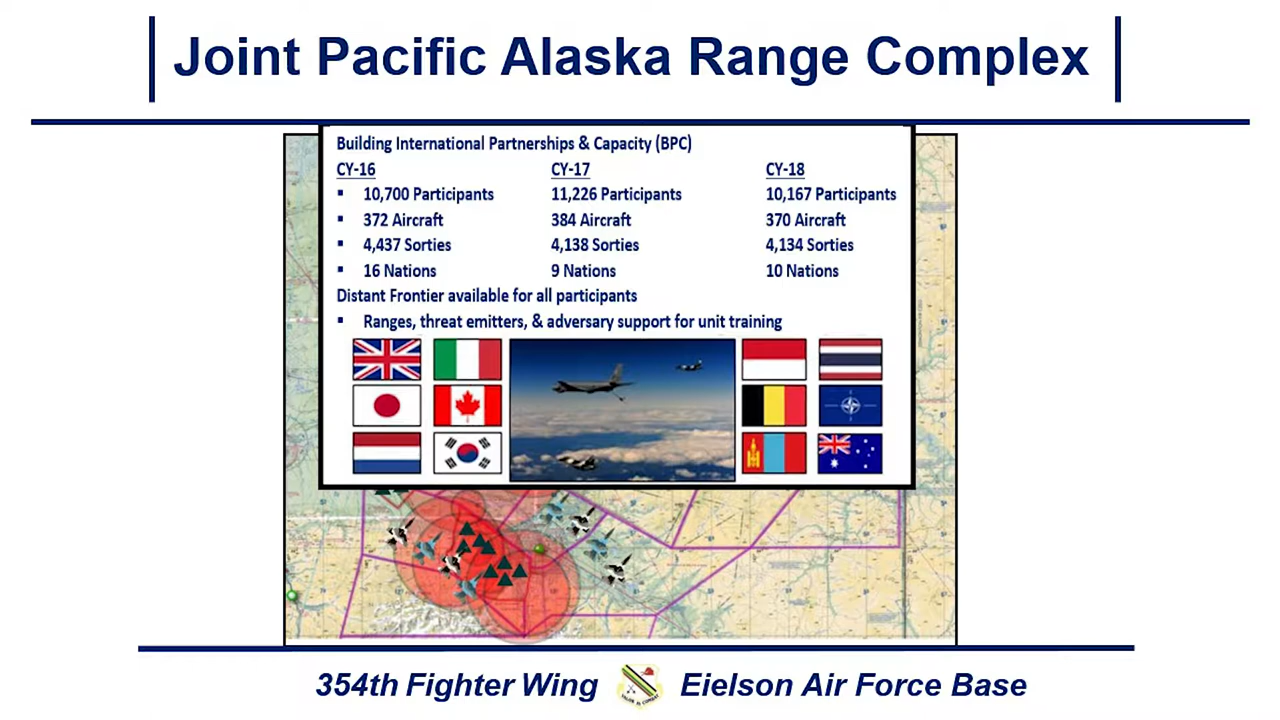 Joint Pacific Alaska Range Complex
Building International Partnerships & Capacity (BPC)
CY-16 CY-17 CY-18
▪ 10,700 Participants 11,226 Participants 10,167 Participants
▪ 372 Aircraft 384 Aircraft 370 Aircraft
▪ 4,437 Sorties 4,138 Sorties 4,134 Sorties
▪ 16 Nations 9 Nations 10 Nations
Distant Frontier available for all participants
▪ Ranges, threat emitters, & adversary support for unit training
354th Fighter Wing Eielson Air Force Base